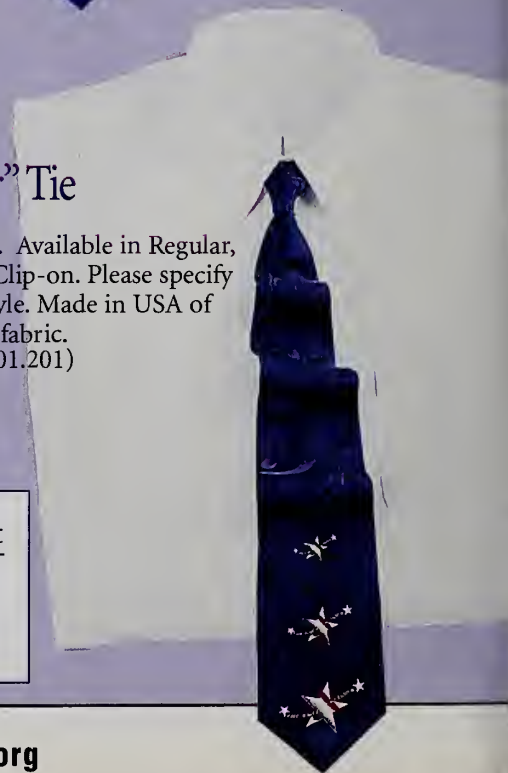 ” Tie
. Available in Regular,
Clip-on. Please specify
yle. Made in USA of
fabric.
01.201)
org